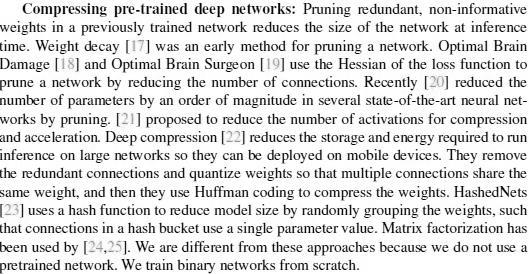 Compressing pre-trained deep networks: Pruning redundant, non-informative
weights in a previously trained network reduces the size of the network at inference
time. Weight decay [17] was an early method for pruning a network. Optimal Brain
Damage [18] and Optimal Brain Surgeon [19] use the Hessian of the loss function to
prune a network by reducing the number of connections. Recently [20] reduced the
number of parameters by an order of magnitude in several state-of-the-art neural net-
works by pruning. [21] proposed to reduce the number of activations for compression
and acceleration. Deep compression [22] reduces the storage and energy required to run
inference on large networks so they can be deployed on mobile devices. They remove
the redundant connections and quantize weights so that multiple connections share the
same weight, and then they use Huffman coding to compress the weights. HashedNets
[23] uses a hash function to reduce model size by randomly grouping the weights, such
that connections in a hash bucket use a single parameter value. Matrix factorization has
been used by [24,25]. We are different from these approaches because we do not use a
pretrained network. We train binary networks from scratch.